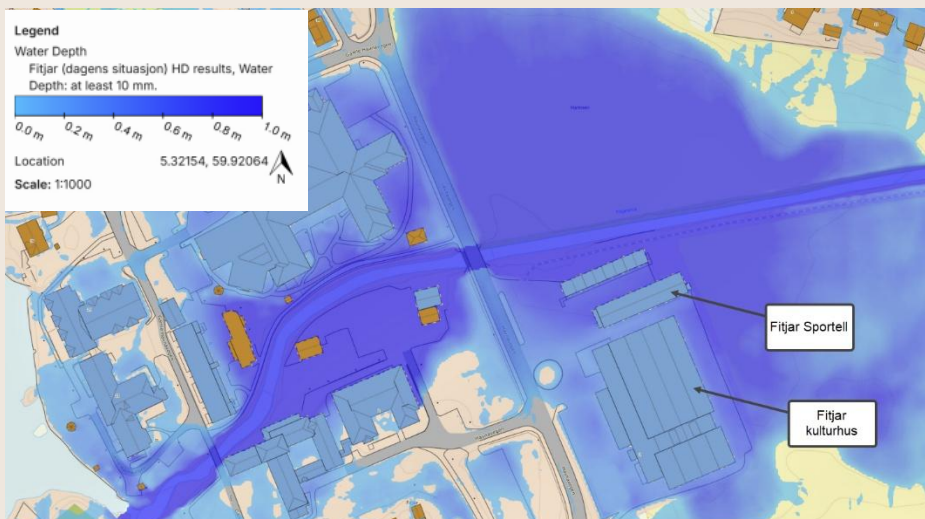 Legend
Water Depth
Fitjar (dagens situasjon) HD results, Water
Depth: at least 10 mm.
0.0 m
0.2 m
0.4 m
0.6 m
0.8 m
1.0 m
Location 5.32154, 59.92064
Scale: 1:1000
N
Fitjar Sportell
Fitjar
kulturhus